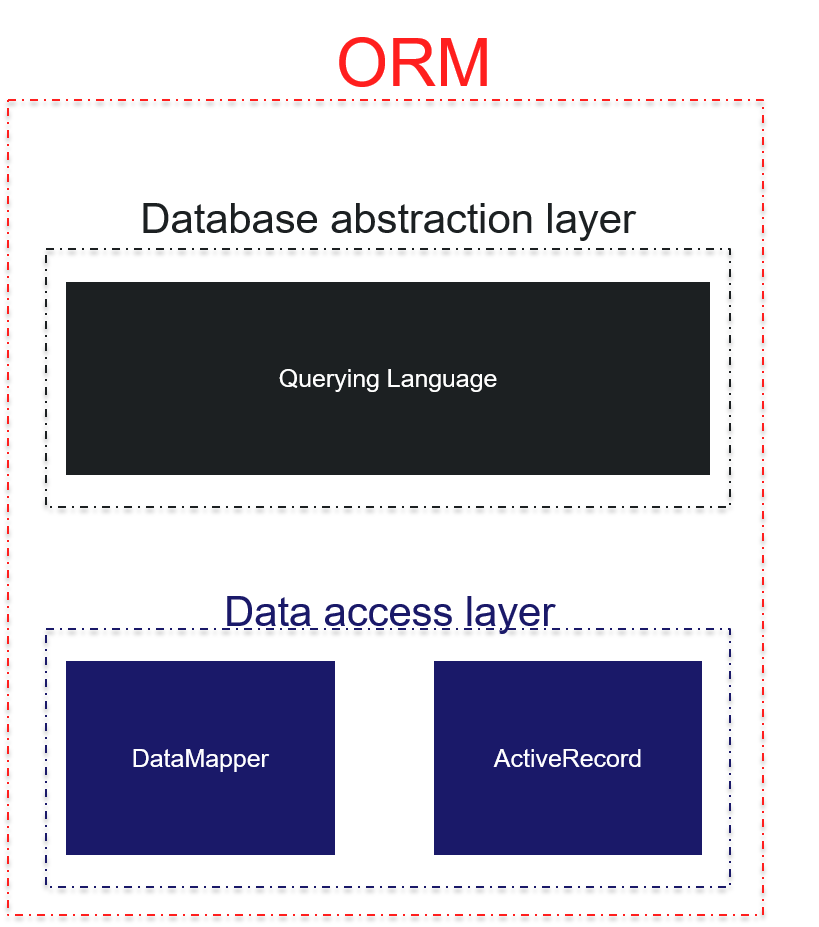 ORM
Database abstraction layer
Querying Language
Data access layer
DataMapper
ActiveRecord